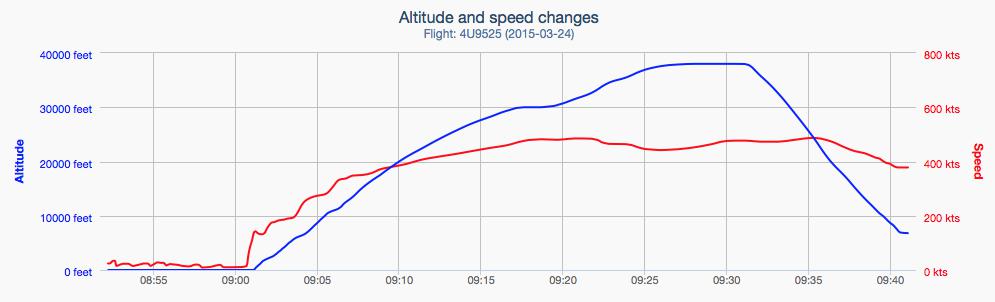 Altitude and speed changes
Flight: 4U9525 (2015-03-24)
40000 feet
800 kts
30000 feet
600 kts
Altitude
20000 feet
400 kts
Speed
10000 feet
200 kts
0 feet
0 kts
08:55 09:00 09:05 09:10 09:15 09:20 09:25 09:30 09:35 09:40